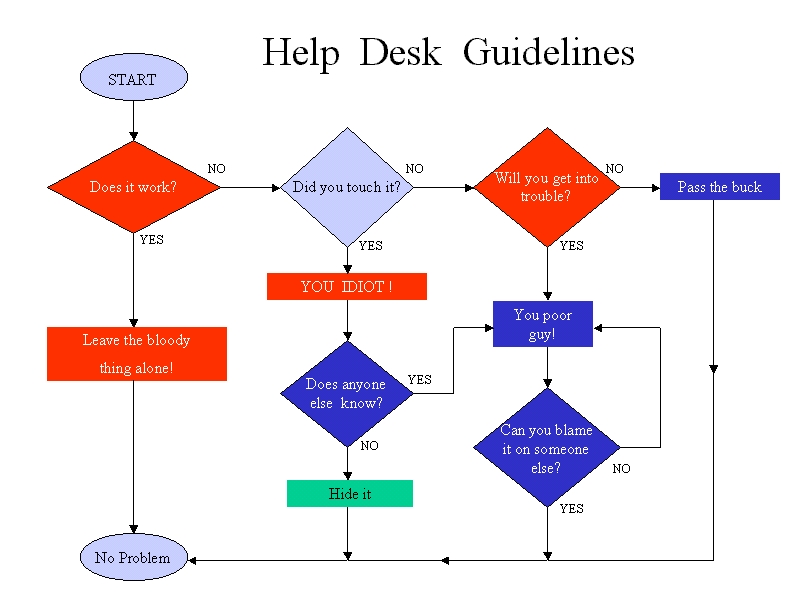 Help Desk Guidelines
START
Does it work?
NO
Did you touch it?
NO
Will you get into
trouble?
NO
Pass the buck
YES
YES
YES
YOU IDIOT !
Leave the bloody
thing alone!
You poor
guy!
Does anyone
else know?
YES
NO
Can you blame
it on someone
else?
NO
Hide it
YES
No Problem